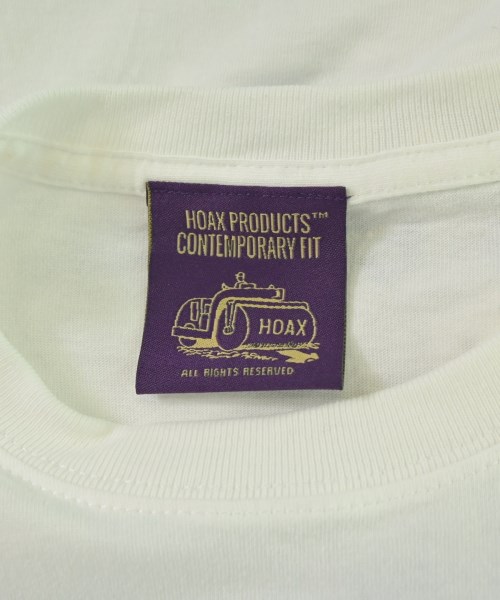 HOAX PRODUCTS™
CONTEMPORARY FIT
HOAX
ALL RIGHTS RESERVED